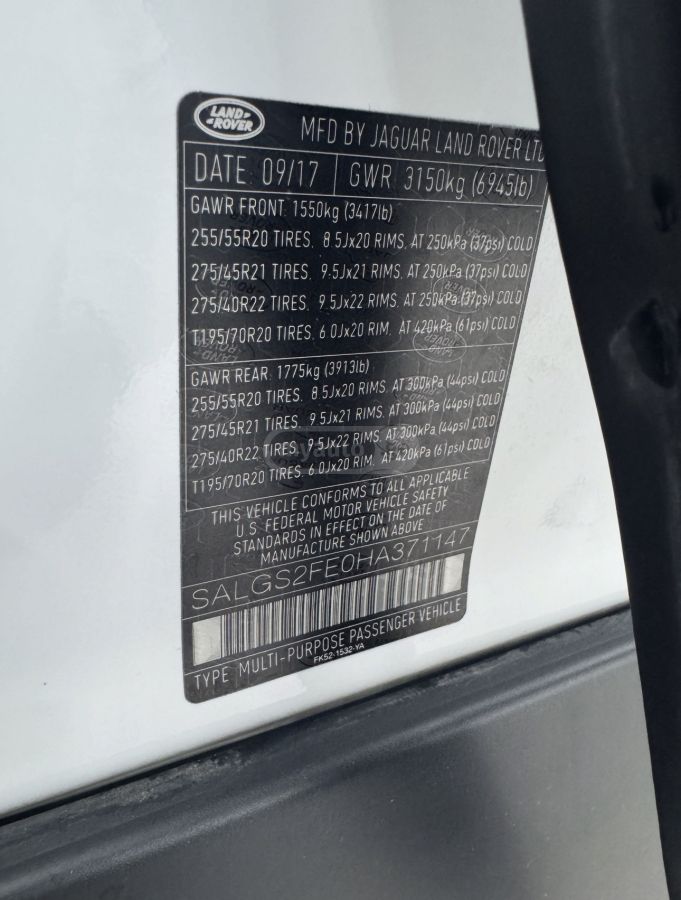 LAND ROVER
MFD BY JAGUAR LAND ROVER LTD
DATE: 09/17 GWR 3150kg (6945lb)
GAWR FRONT. 1550kg (3417lb)
255/55R20 TIRES. 8.5Jx20 RIMS. AT 250kPa (37psi) COLD
275/45R21 TIRES. 9.5Jx21 RIMS. AT 250kPa (37psi) COLD
275/40R22 TIRES. 9.5Jx22 RIMS. AT 250kPa (37psi) COLD
T195/70R20 TIRES. 6.0Jx20 RIM. AT 420kPa (61psi) COLD
GAWR REAR. 1775kg (3913lb)
255/55R20 TIRES. 8.5Jx20 RIMS. AT 300kPa (44psi) COLD
275/45R21 TIRES. 9.5Jx21 RIMS. AT 300kPa (44psi) COLD
275/40R22 TIRES. 9.5Jx22 RIMS. AT 300kPa (44psi) COLD
T195/70R20 TIRES. 6.0Jx20 RIM. AT 420kPa (61psi) COLD
THIS VEHICLE CONFORMS TO ALL APPLICABLE
U.S. FEDERAL MOTOR VEHICLE SAFETY
STANDARDS IN EFFECT ON THE DATE OF
MANUFACTURE SHOWN ABOVE
SALGS2FE0HA371147
TYPE: MULTI-PURPOSE PASSENGER VEHICLE
FK52-1532-YA